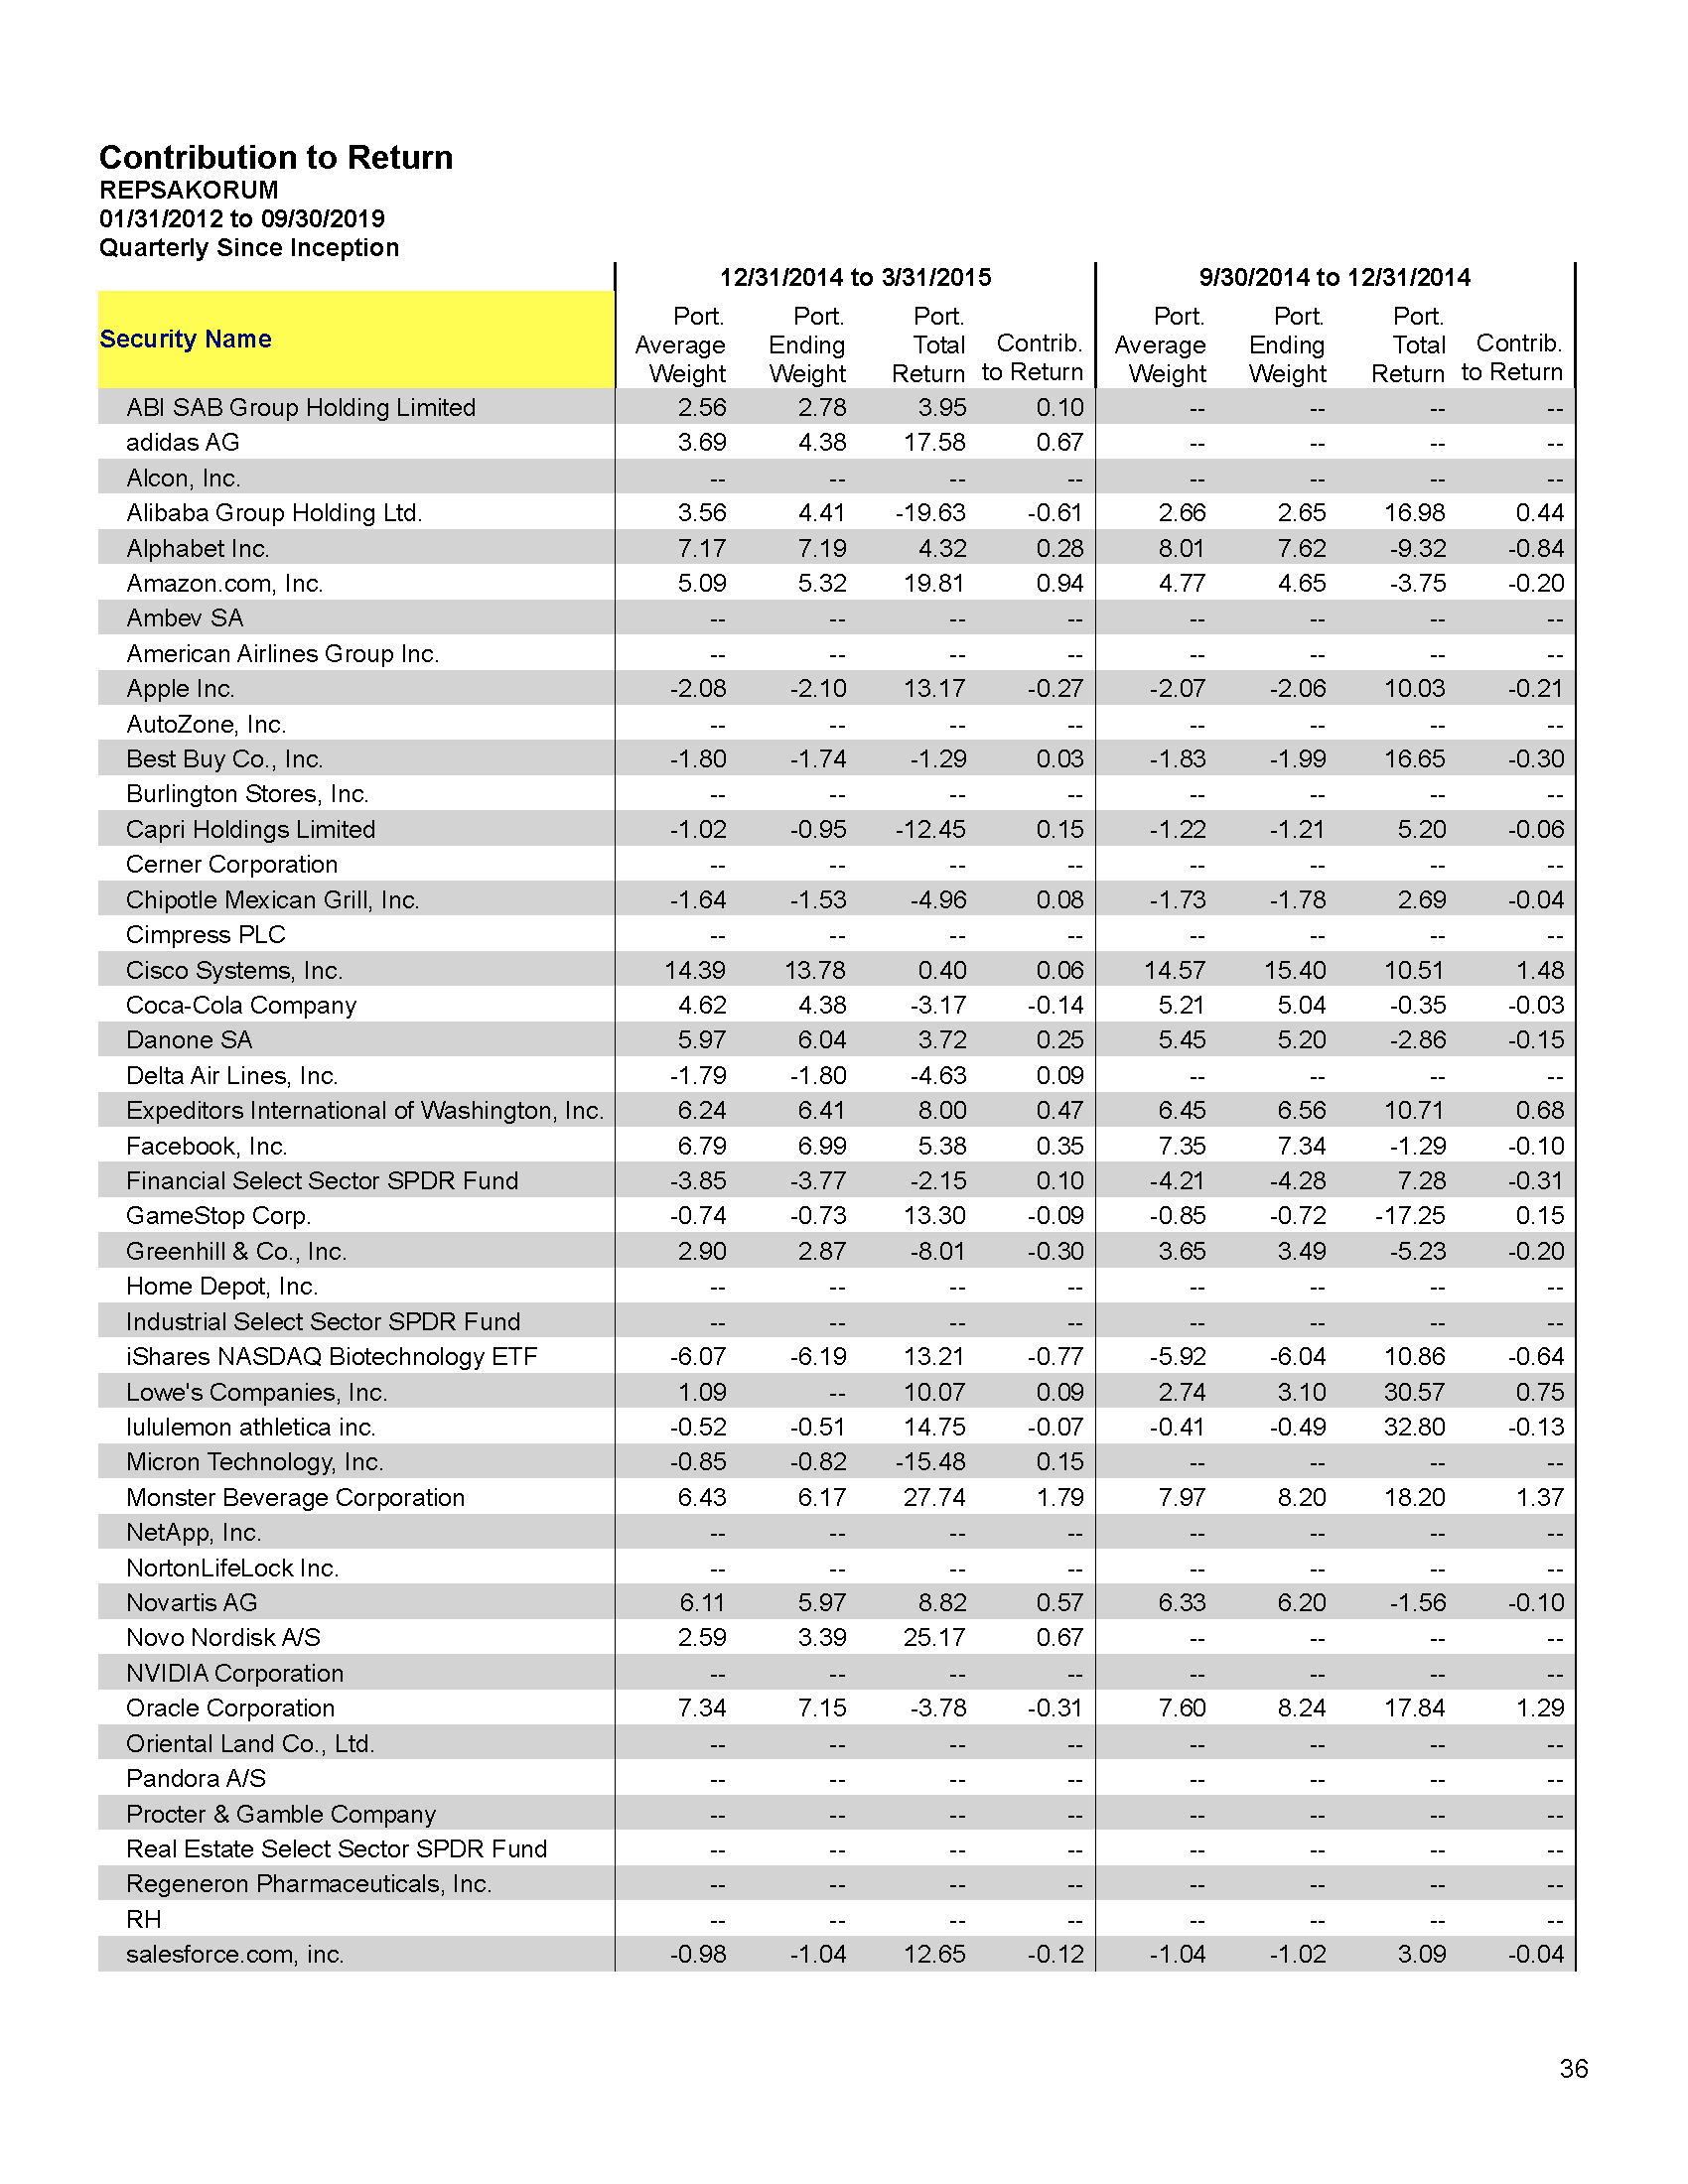 Contribution to Return
REPSAKORUM
01/31/2012 to 09/30/2019
Quarterly Since Inception
12/31/2014 to 3/31/2015 9/30/2014 to 12/31/2014
Security Name Port. Average Weight Port. Ending Weight Port. Total Return Contrib. to Return Port. Average Weight Port. Ending Weight Port. Total Return Contrib. to Return
ABI SAB Group Holding Limited 2.56 2.78 3.95 0.10 -- -- -- --
adidas AG 3.69 4.38 17.58 0.67 -- -- -- --
Alcon, Inc. -- -- -- -- -- -- -- --
Alibaba Group Holding Ltd. 3.56 4.41 -19.63 -0.61 2.66 2.65 16.98 0.44
Alphabet Inc. 7.17 7.19 4.32 0.28 8.01 7.62 -9.32 -0.84
Amazon.com, Inc. 5.09 5.32 19.81 0.94 4.77 4.65 -3.75 -0.20
Ambev SA -- -- -- -- -- -- -- --
American Airlines Group Inc. -- -- -- -- -- -- -- --
Apple Inc. -2.08 -2.10 13.17 -0.27 -2.07 -2.06 10.03 -0.21
AutoZone, Inc. -- -- -- -- -- -- -- --
Best Buy Co., Inc. -1.80 -1.74 -1.29 0.03 -1.83 -1.99 16.65 -0.30
Burlington Stores, Inc. -- -- -- -- -- -- -- --
Capri Holdings Limited -1.02 -0.95 -12.45 0.15 -1.22 -1.21 5.20 -0.06
Cerner Corporation -- -- -- -- -- -- -- --
Chipotle Mexican Grill, Inc. -1.64 -1.53 -4.96 0.08 -1.73 -1.78 2.69 -0.04
Cimpress PLC -- -- -- -- -- -- -- --
Cisco Systems, Inc. 14.39 13.78 0.40 0.06 14.57 15.40 10.51 1.48
Coca-Cola Company 4.62 4.38 -3.17 -0.14 5.21 5.04 -0.35 -0.03
Danone SA 5.97 6.04 3.72 0.25 5.45 5.20 -2.86 -0.15
Delta Air Lines, Inc. -1.79 -1.80 -4.63 0.09 -- -- -- --
Expeditors International of Washington, Inc. 6.24 6.41 8.00 0.47 6.45 6.56 10.71 0.68
Facebook, Inc. 6.79 6.99 5.38 0.35 7.35 7.34 -1.29 -0.10
Financial Select Sector SPDR Fund -3.85 -3.77 -2.15 0.10 -4.21 -4.28 7.28 -0.31
GameStop Corp. -0.74 -0.73 13.30 -0.09 -0.85 -0.72 -17.25 0.15
Greenhill & Co., Inc. 2.90 2.87 -8.01 -0.30 3.65 3.49 -5.23 -0.20
Home Depot, Inc. -- -- -- -- -- -- -- --
Industrial Select Sector SPDR Fund -- -- -- -- -- -- -- --
iShares NASDAQ Biotechnology ETF -6.07 -6.19 13.21 -0.77 -5.92 -6.04 10.86 -0.64
Lowe's Companies, Inc. 1.09 -- 10.07 0.09 2.74 3.10 30.57 0.75
lululemon athletica inc. -0.52 -0.51 14.75 -0.07 -0.41 -0.49 32.80 -0.13
Micron Technology, Inc. -0.85 -0.82 -15.48 0.15 -- -- -- --
Monster Beverage Corporation 6.43 6.17 27.74 1.79 7.97 8.20 18.20 1.37
NetApp, Inc. -- -- -- -- -- -- -- --
NortonLifeLock Inc. -- -- -- -- -- -- -- --
Novartis AG 6.11 5.97 8.82 0.57 6.33 6.20 -1.56 -0.10
Novo Nordisk A/S 2.59 3.39 25.17 0.67 -- -- -- --
NVIDIA Corporation -- -- -- -- -- -- -- --
Oracle Corporation 7.34 7.15 -3.78 -0.31 7.60 8.24 17.84 1.29
Oriental Land Co., Ltd. -- -- -- -- -- -- -- --
Pandora A/S -- -- -- -- -- -- -- --
Procter & Gamble Company -- -- -- -- -- -- -- --
Real Estate Select Sector SPDR Fund -- -- -- -- -- -- -- --
Regeneron Pharmaceuticals, Inc. -- -- -- -- -- -- -- --
RH -- -- -- -- -- -- -- --
salesforce.com, inc. -0.98 -1.04 12.65 -0.12 -1.04 -1.02 3.09 -0.04
36